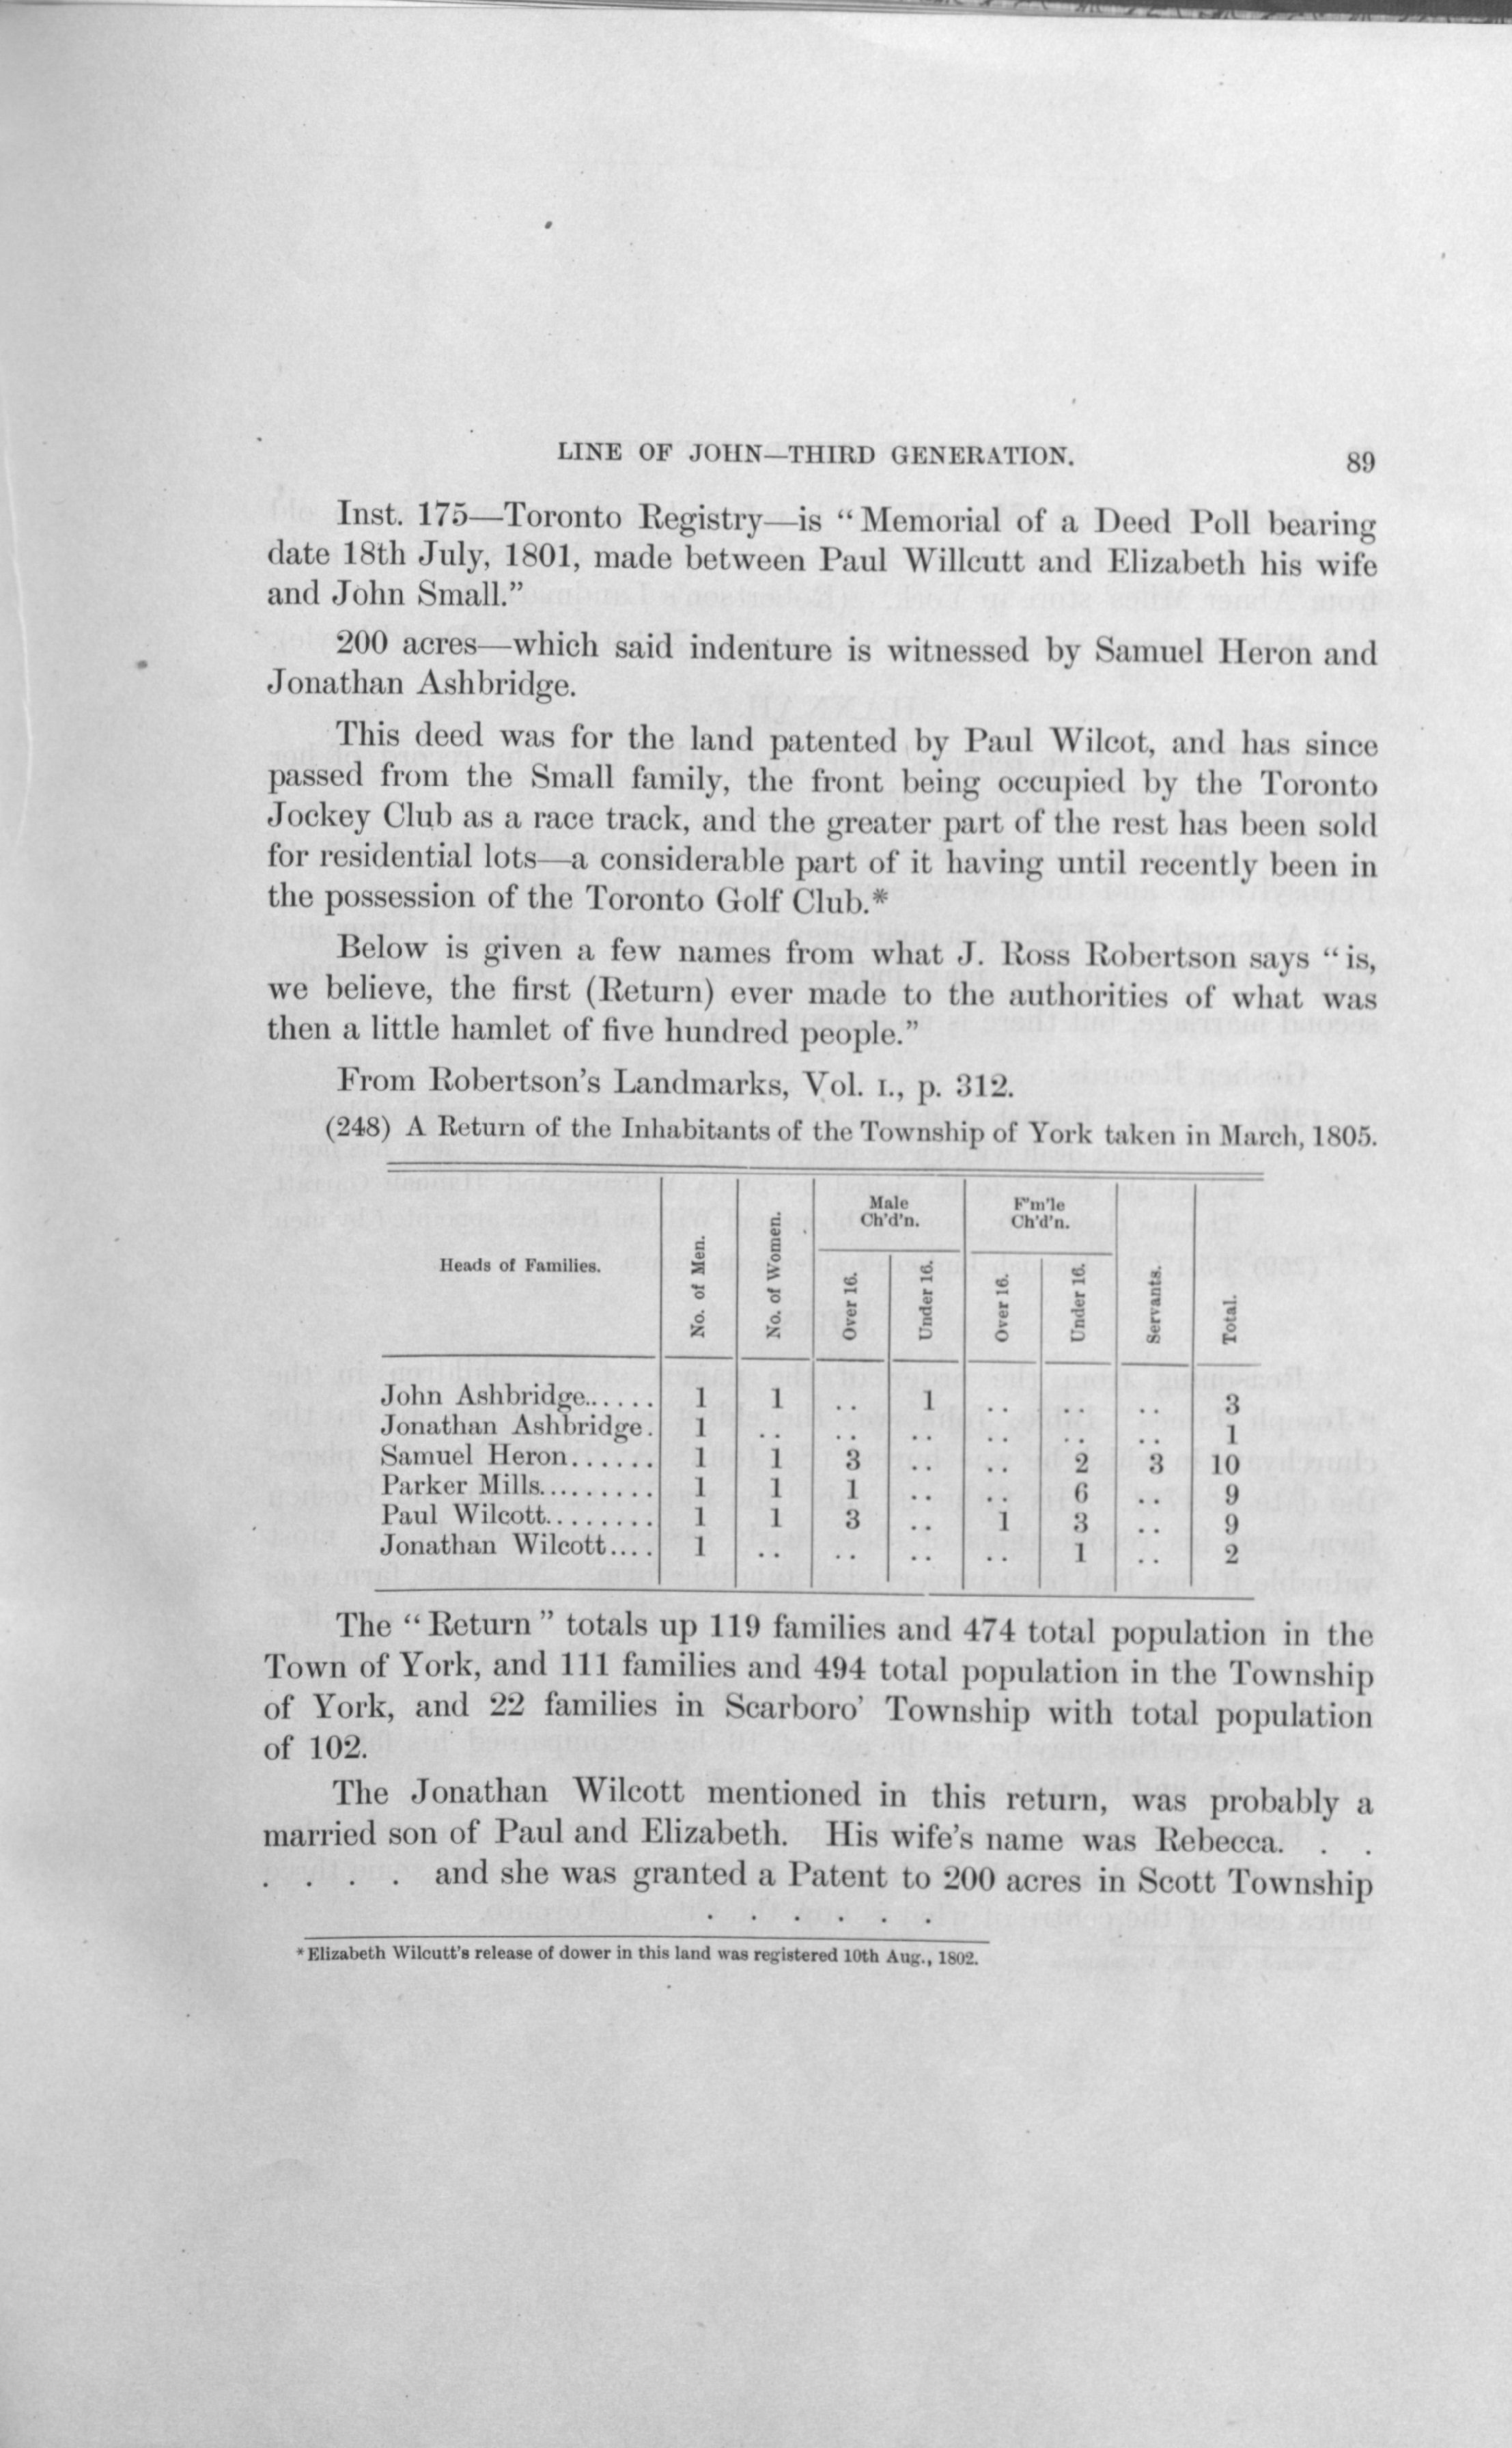 LINE OF JOHN—THIRD GENERATION. 89
Inst. 175—Toronto Registry—is “Memorial of a Deed Poll bearing
date 18th July, 1801, made between Paul Willcutt and Elizabeth his wife
and John Small.”
200 acres—which said indenture is witnessed by Samuel Heron and
Jonathan Ashbridge.
This deed was for the land patented by Paul Wilcot, and has since
passed from the Small family, the front being occupied by the Toronto
Jockey Club as a race track, and the greater part of the rest has been sold
for residential lots—a considerable part of it having until recently been in
the possession of the Toronto Golf Club.*
Below is given a few names from what J. Ross Robertson says “is,
we believe, the first (Return) ever made to the authorities of what was
then a little hamlet of five hundred people.”
From Robertson’s Landmarks, Vol. I., p. 312.
(248) A Return of the Inhabitants of the Township of York taken in March, 1805.
Heads of Families. No. of Men. No. of Women. Male Ch’d’n. F’m’le Ch’d’n. Servants. Total.
Over 16. Under 16. Over 16. Under 16.
John Ashbridge...... 1 1 .. 1 .. .. .. 3
Jonathan Ashbridge. 1 .. .. .. .. .. .. 1
Samuel Heron...... 1 1 3 .. .. 2 3 10
Parker Mills......... 1 1 1 .. .. 6 .. 9
Paul Wilcott........ 1 1 3 .. 1 3 .. 9
Jonathan Wilcott.... 1 .. .. .. .. 1 .. 2
The “Return” totals up 119 families and 474 total population in the
Town of York, and 111 families and 494 total population in the Township
of York, and 22 families in Scarboro’ Township with total population
of 102.
The Jonathan Wilcott mentioned in this return, was probably a
married son of Paul and Elizabeth. His wife’s name was Rebecca. . .
. . . . and she was granted a Patent to 200 acres in Scott Township
. . . . . .
*Elizabeth Wilcutt’s release of dower in this land was registered 10th Aug., 1802.